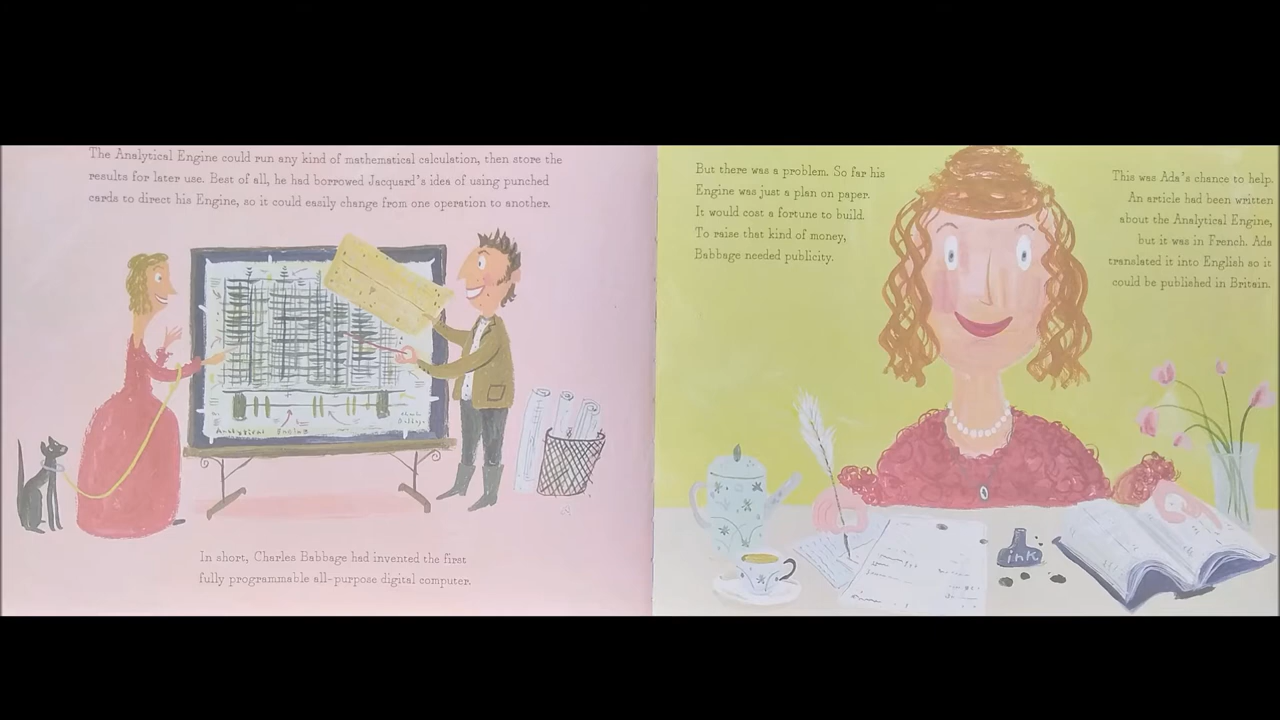 The Analytical Engine could run any kind of mathematical calculation, then store the
results for later use. Best of all, he had borrowed Jacquard's idea of using punched
cards to direct his Engine, so it could easily change from one operation to another.
Analytical Engine
In short, Charles Babbage had invented the first
fully programmable all-purpose digital computer.
But there was a problem. So far his
Engine was just a plan on paper.
It would cost a fortune to build.
To raise that kind of money,
Babbage needed publicity.
This was Ada's chance to help.
An article had been written
about the Analytical Engine,
but it was in French. Ada
translated it into English so it
could be published in Britain.
ink